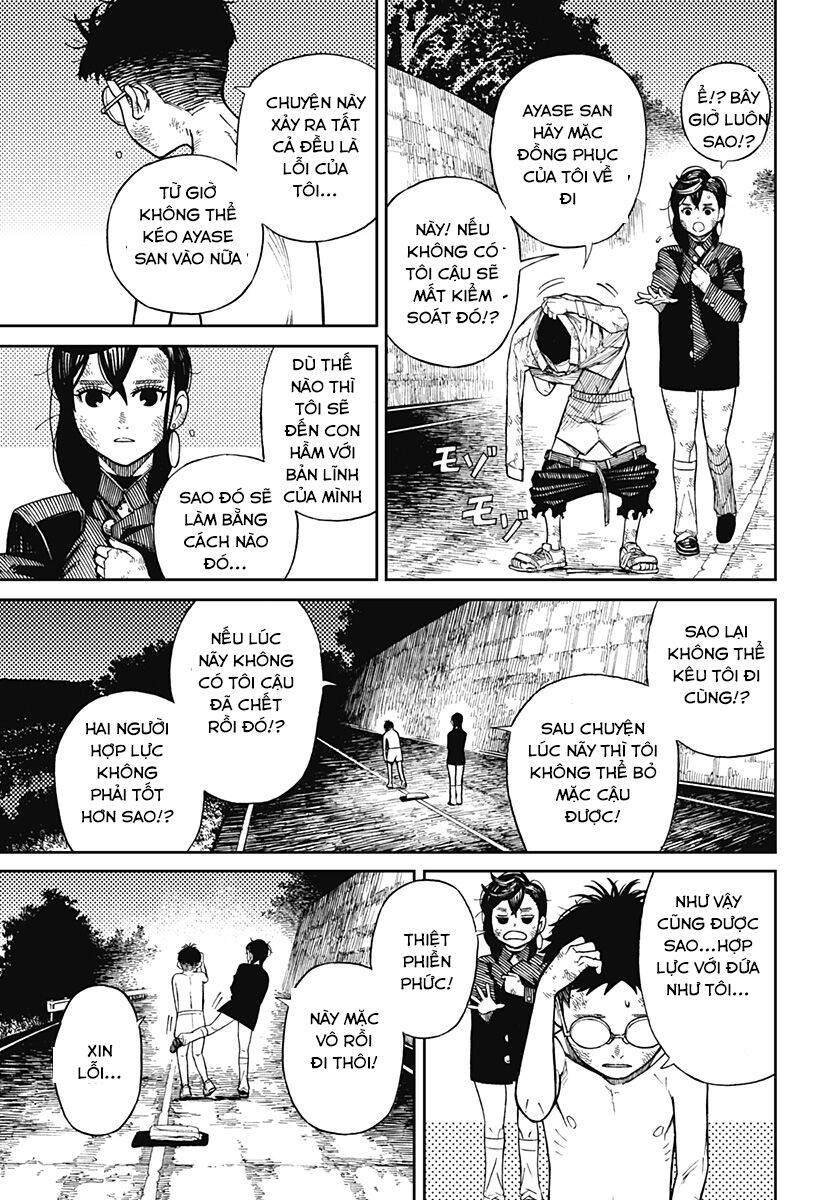 Ể!? BÂY
GIỜ LUÔN
SAO!?
AYASE SAN
HÃY MẶC
ĐỒNG PHỤC
CỦA TÔI VỀ
ĐI
NÀY! NẾU
KHÔNG CÓ
TÔI CẬU SẼ
MẤT KIỂM
SOÁT ĐÓ!?
モゾ
モゾ
CHUYỆN NÀY
XẢY RA TẤT
CẢ ĐỀU LÀ
LỖI CỦA
TÔI...
TỪ GIỜ
KHÔNG THỂ
KÉO AYASE
SAN VÀO NỮA
DÙ THẾ
NÀO THÌ
TÔI SẼ
ĐẾN CON
HẦM VỚI
BẢN LĨNH
CỦA MÌNH
SAO ĐÓ SẼ
LÀM BẰNG
CÁCH NÀO
ĐÓ...
SAO LẠI
KHÔNG THỂ
KÊU TÔI ĐI
CÙNG!?
SAU CHUYỆN
LÚC NÃY THÌ TÔI
KHÔNG THỂ BỎ
MẶC CẬU
ĐƯỢC!
NẾU LÚC
NÃY KHÔNG
CÓ TÔI CẬU
ĐÃ CHẾT
RỒI ĐÓ!?
HAI NGƯỜI
HỢP LỰC
KHÔNG
PHẢI TỐT
HƠN SAO!?
NHƯ VẬY
CŨNG ĐƯỢC
SAO...HỢP
LỰC VỚI ĐỨA
NHƯ TÔI...
THIỆT
PHIỀN
PHỨC!
NÀY MẶC
VÔ RỒI
ĐI THÔI!
XIN
LỖI...